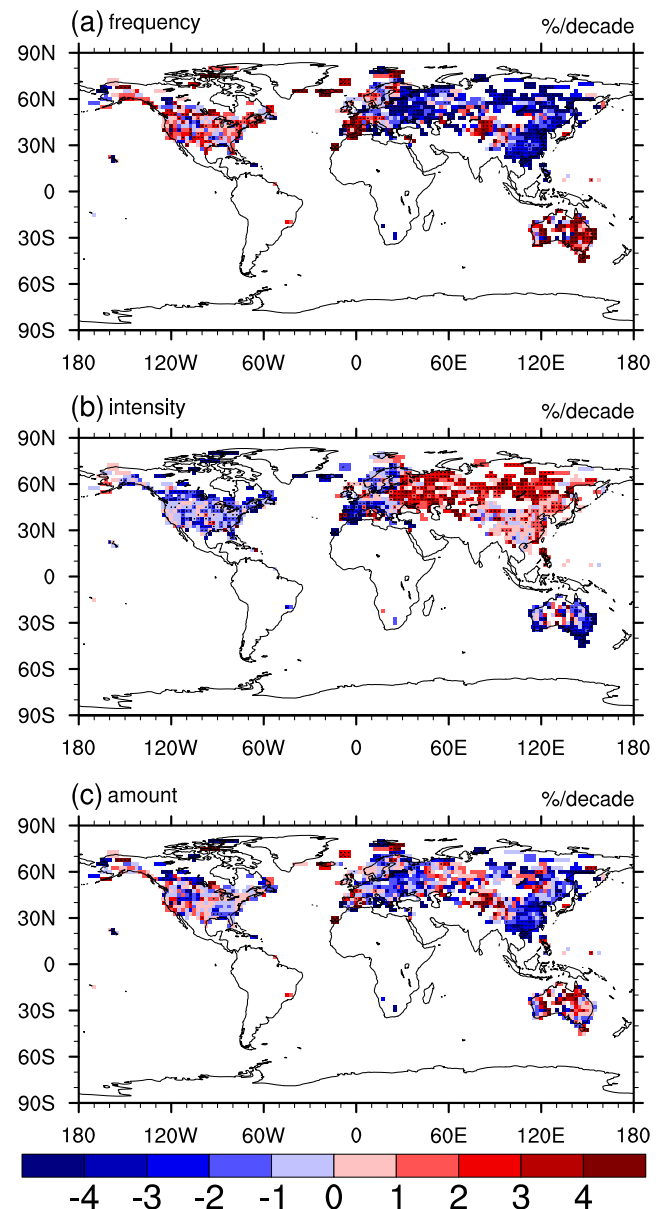 (a) frequency %/decade
90N
60N
30N
0
30S
60S
90S
180 120W 60W 0 60E 120E 180
(b) intensity %/decade
90N
60N
30N
0
30S
60S
90S
180 120W 60W 0 60E 120E 180
(c) amount %/decade
90N
60N
30N
0
30S
60S
90S
180 120W 60W 0 60E 120E 180
-4 -3 -2 -1 0 1 2 3 4